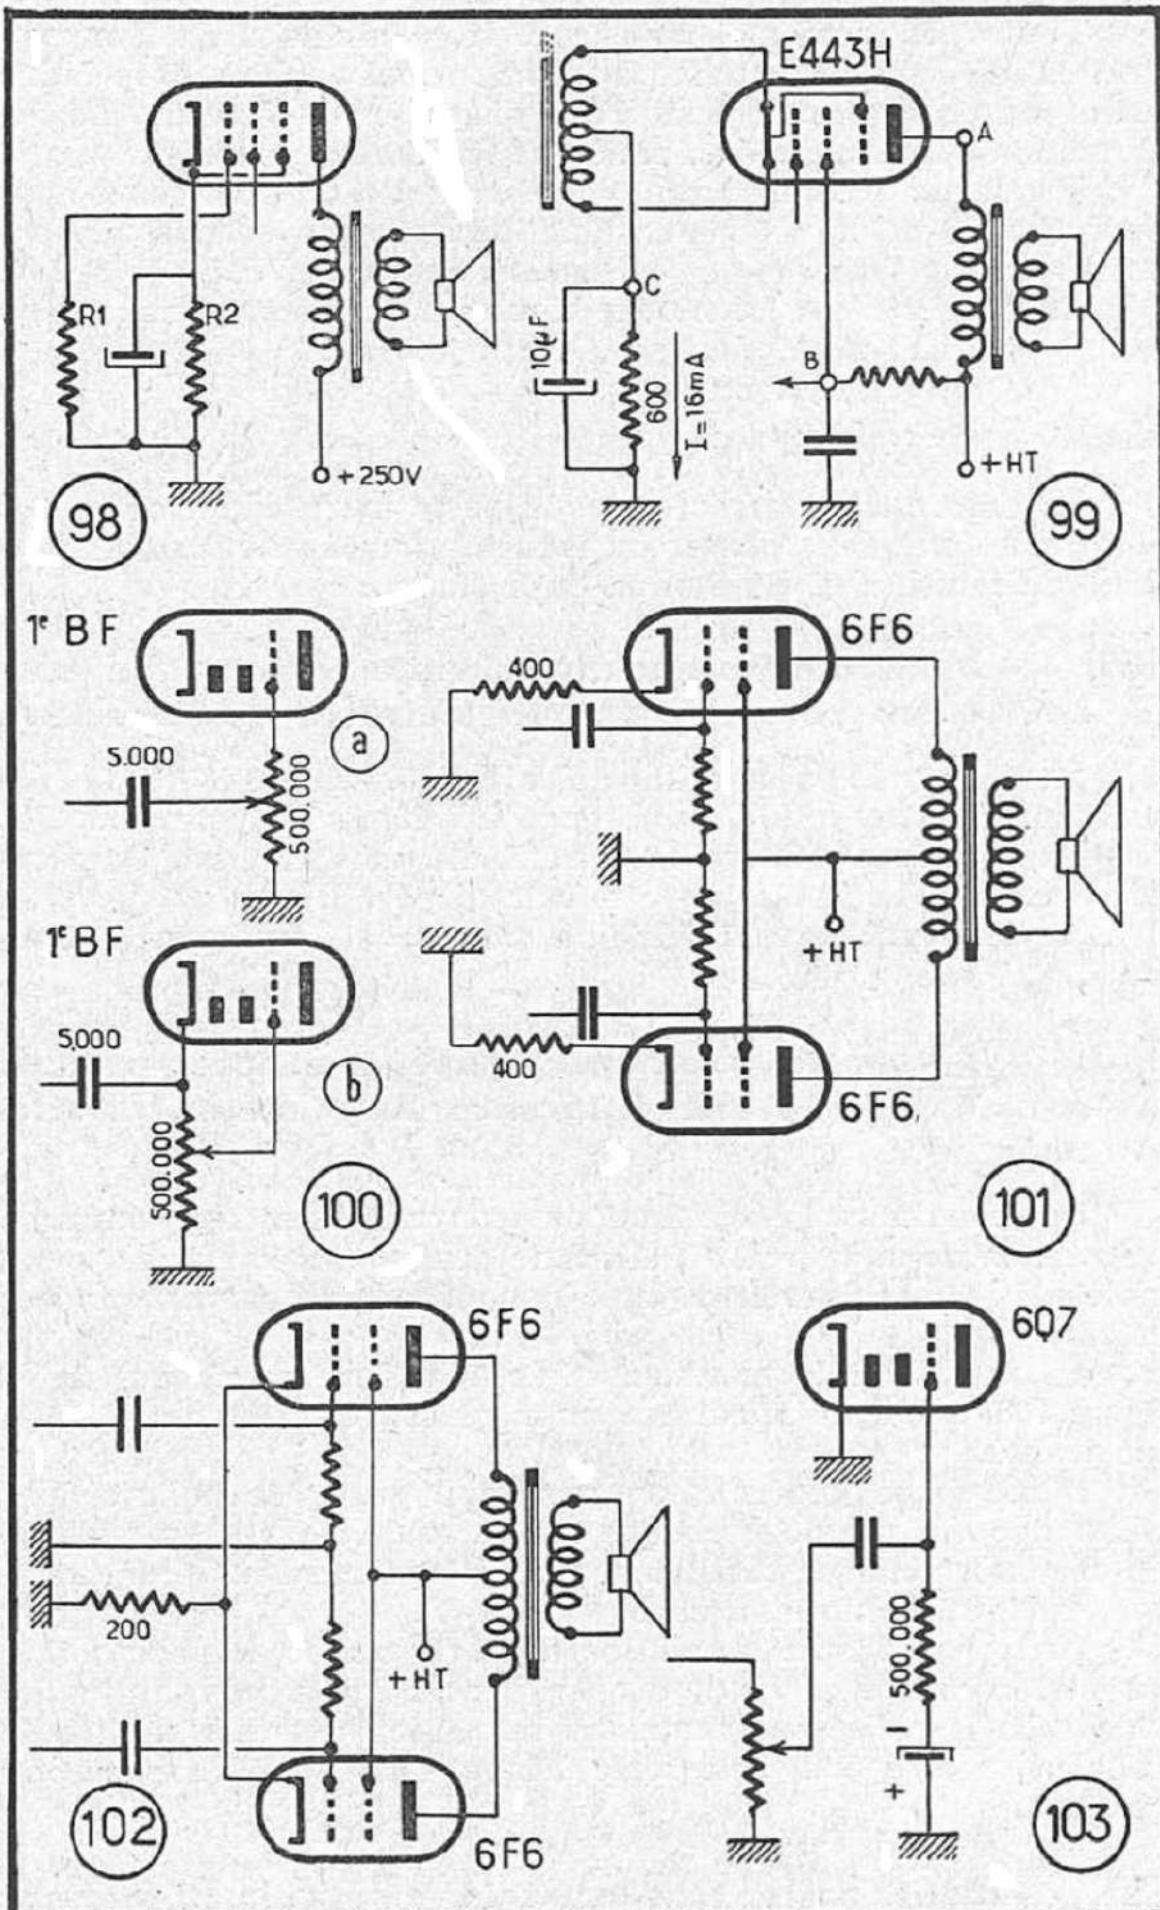 E443H
A
R1
R2
C
10µF
600
I=16mA
B
+250V
+HT
98
99
1e BF
6F6
400
a
5.000
500.000
+HT
1e BF
5.000
b
400
6F6
500.000
100
101
6F6
6Q7
200
+HT
500.000
-
+
102
6F6
103